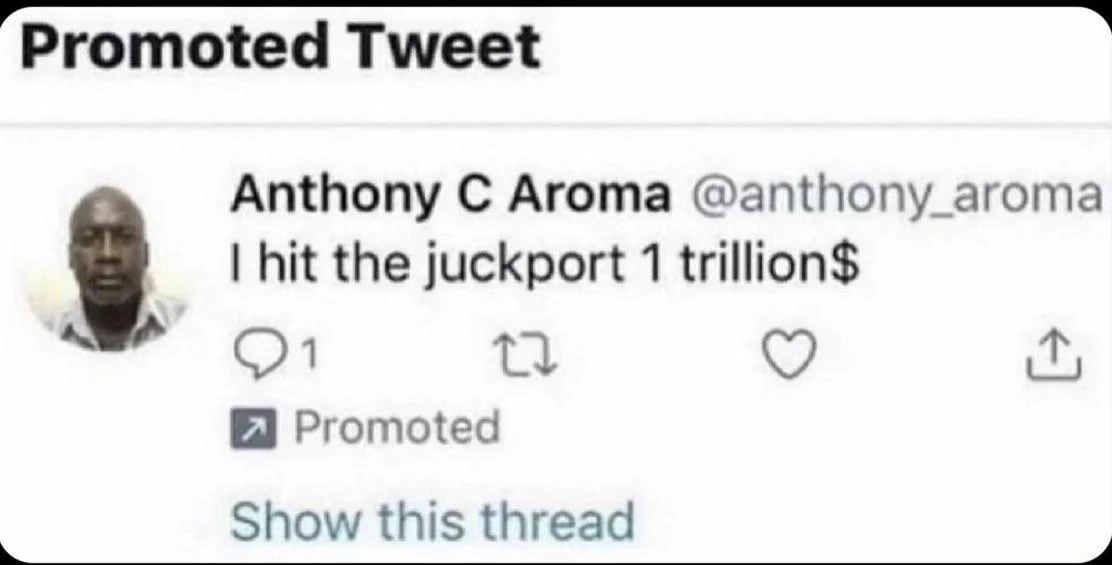 Promoted Tweet
Anthony C Aroma @anthony_aroma
I hit the juckport 1 trillion$
1
Promoted
Show this thread